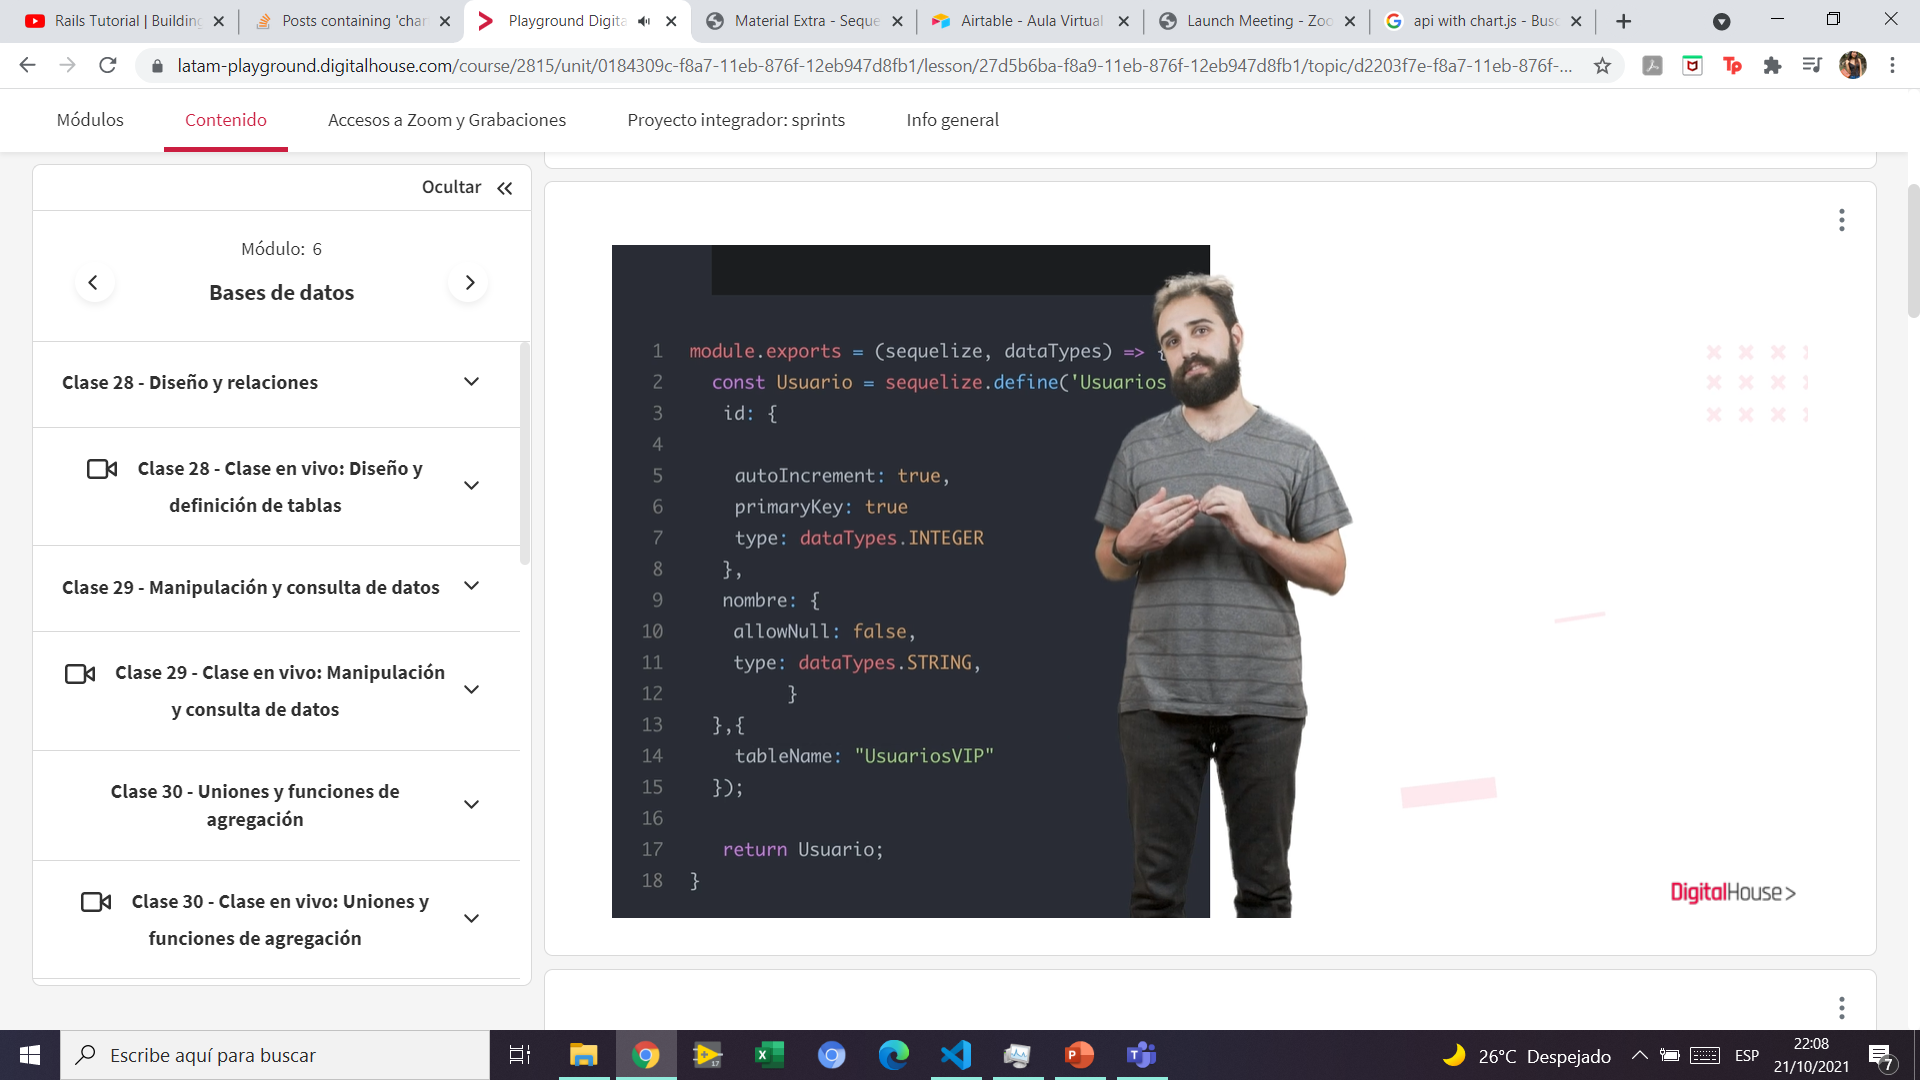 Rails Tutorial | Building
Posts containing 'char
Playground Digita
Material Extra - Seque
Airtable - Aula Virtual
Launch Meeting - Zoo
api with chart.js - Busc
latam-playground.digitalhouse.com/course/2815/unit/0184309c-f8a7-11eb-876f-12eb947d8fb1/lesson/27d5b6ba-f8a9-11eb-876f-12eb947d8fb1/topic/d2203f7e-f8a7-11eb-876f-...
Módulos
Contenido
Accesos a Zoom y Grabaciones
Proyecto integrador: sprints
Info general
Ocultar
Módulo: 6
Bases de datos
Clase 28 - Diseño y relaciones
Clase 28 - Clase en vivo: Diseño y
definición de tablas
Clase 29 - Manipulación y consulta de datos
Clase 29 - Clase en vivo: Manipulación
y consulta de datos
Clase 30 - Uniones y funciones de
agregación
Clase 30 - Clase en vivo: Uniones y
funciones de agregación
1 module.exports = (sequelize, dataTypes) => {
2 const Usuario = sequelize.define('Usuarios
3 id: {
4
5 autoIncrement: true,
6 primaryKey: true
7 type: dataTypes.INTEGER
8 },
9 nombre: {
10 allowNull: false,
11 type: dataTypes.STRING,
12 }
13 },{
14 tableName: "UsuariosVIP"
15 });
16
17 return Usuario;
18 }
DigitalHouse>
Escribe aquí para buscar
26°C Despejado
ESP
22:08
21/10/2021
7